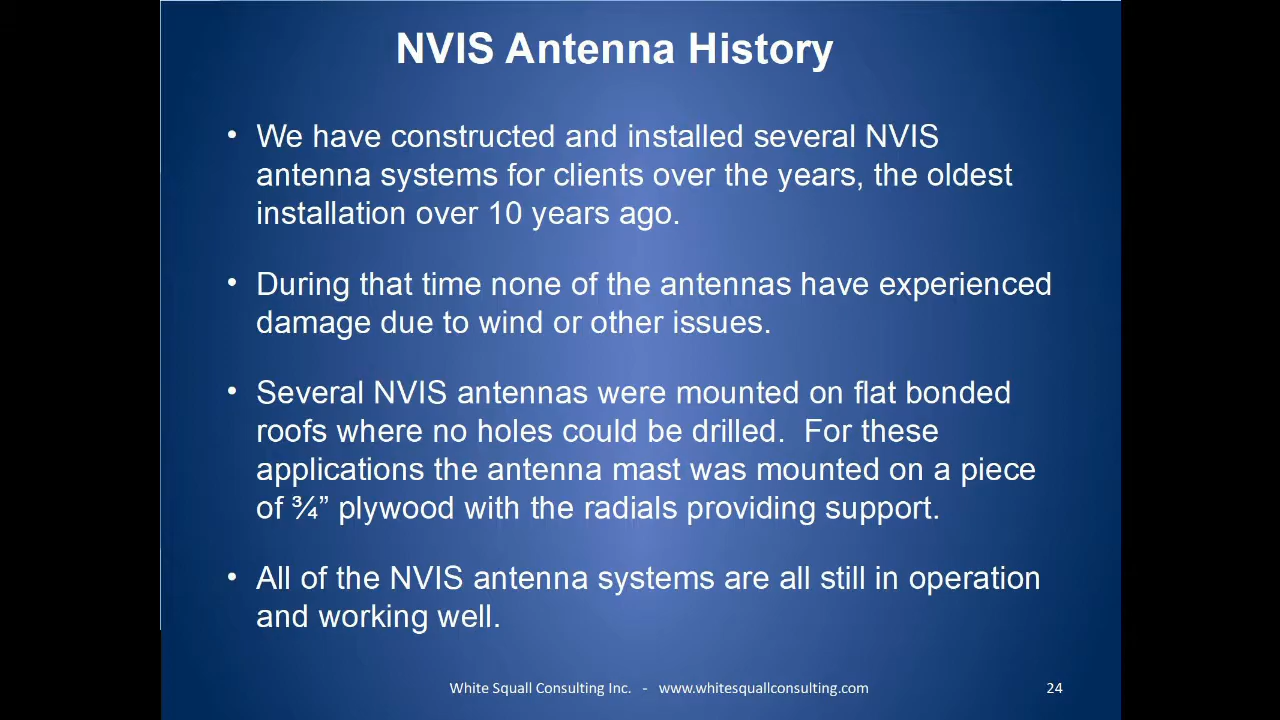 NVIS Antenna History
• We have constructed and installed several NVIS
antenna systems for clients over the years, the oldest
installation over 10 years ago.
• During that time none of the antennas have experienced
damage due to wind or other issues.
• Several NVIS antennas were mounted on flat bonded
roofs where no holes could be drilled.  For these
applications the antenna mast was mounted on a piece
of ¾” plywood with the radials providing support.
• All of the NVIS antenna systems are all still in operation
and working well.
White Squall Consulting Inc.  -  www.whitesquallconsulting.com 24